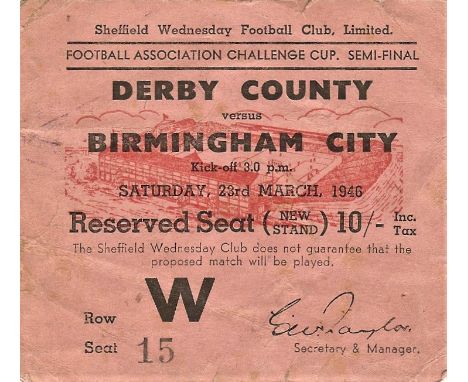 Sheffield Wednesday Football Club, Limited.
FOOTBALL ASSOCIATION CHALLENGE CUP. SEMI-FINAL
DERBY COUNTY
versus
BIRMINGHAM CITY
Kick-off 3.0 p.m.
SATURDAY, 23rd MARCH, 1946
Reserved Seat (NEW STAND) 10/- Inc. Tax
The Sheffield Wednesday Club does not guarantee that the
proposed match will be played.
Row W
Seat 15
Secretary & Manager.